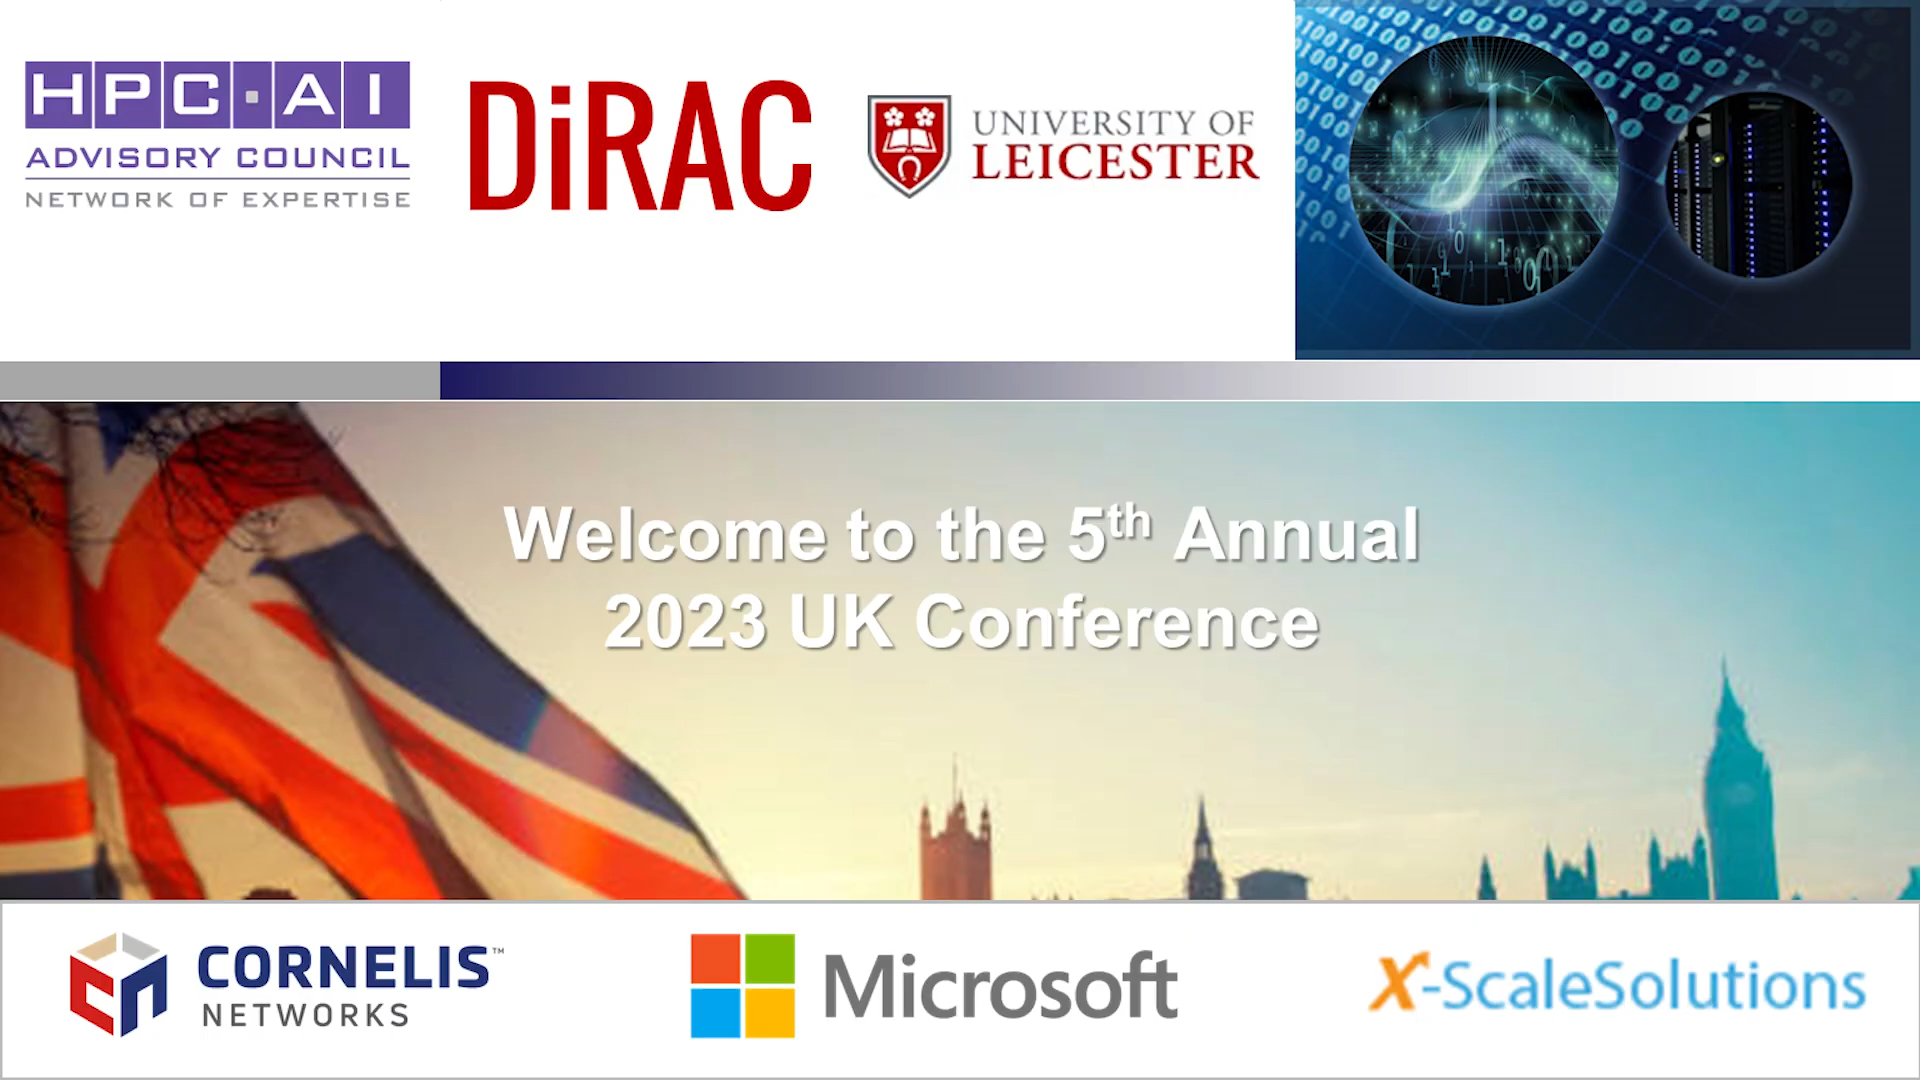 HPC·AI
ADVISORY COUNCIL
NETWORK OF EXPERTISE
DiRAC
UNIVERSITY OF
LEICESTER
Welcome to the 5th Annual
2023 UK Conference
CORNELIS™
NETWORKS
Microsoft
X-ScaleSolutions